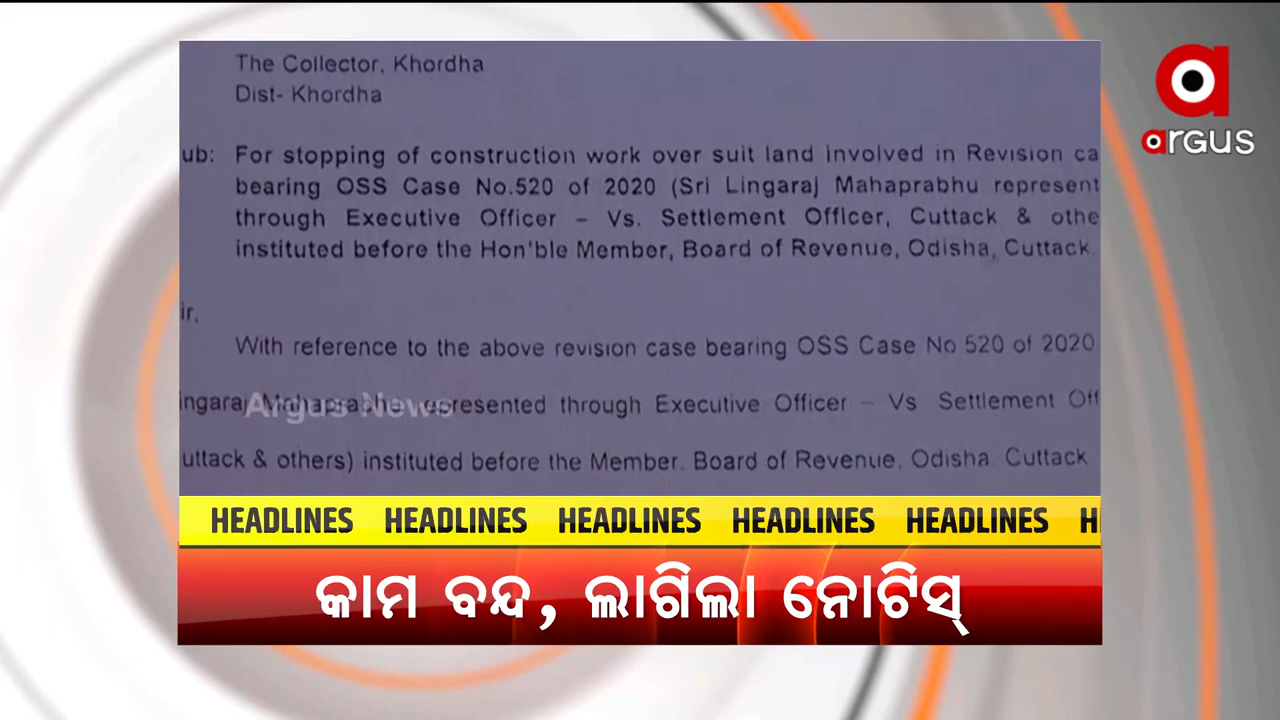 The Collector, Khordha
Dist- Khordha
ub: For stopping of construction work over suit land involved in Revision ca
bearing OSS Case No.520 of 2020 (Sri Lingaraj Mahaprabhu represent
through Executive Officer – Vs. Settlement Officer, Cuttack & othe
instituted before the Hon'ble Member, Board of Revenue, Odisha, Cuttack.
ir,
With reference to the above revision case bearing OSS Case No 520 of 2020
ingaraj represented through Executive Officer – Vs Settlement Off
Argus News
uttack & others) instituted before the Member, Board of Revenue, Odisha, Cuttack
HEADLINES HEADLINES HEADLINES HEADLINES HEADLINES H
କାମ ବନ୍ଦ, ଲାଗିଲା ନୋଟିସ୍
a
argus